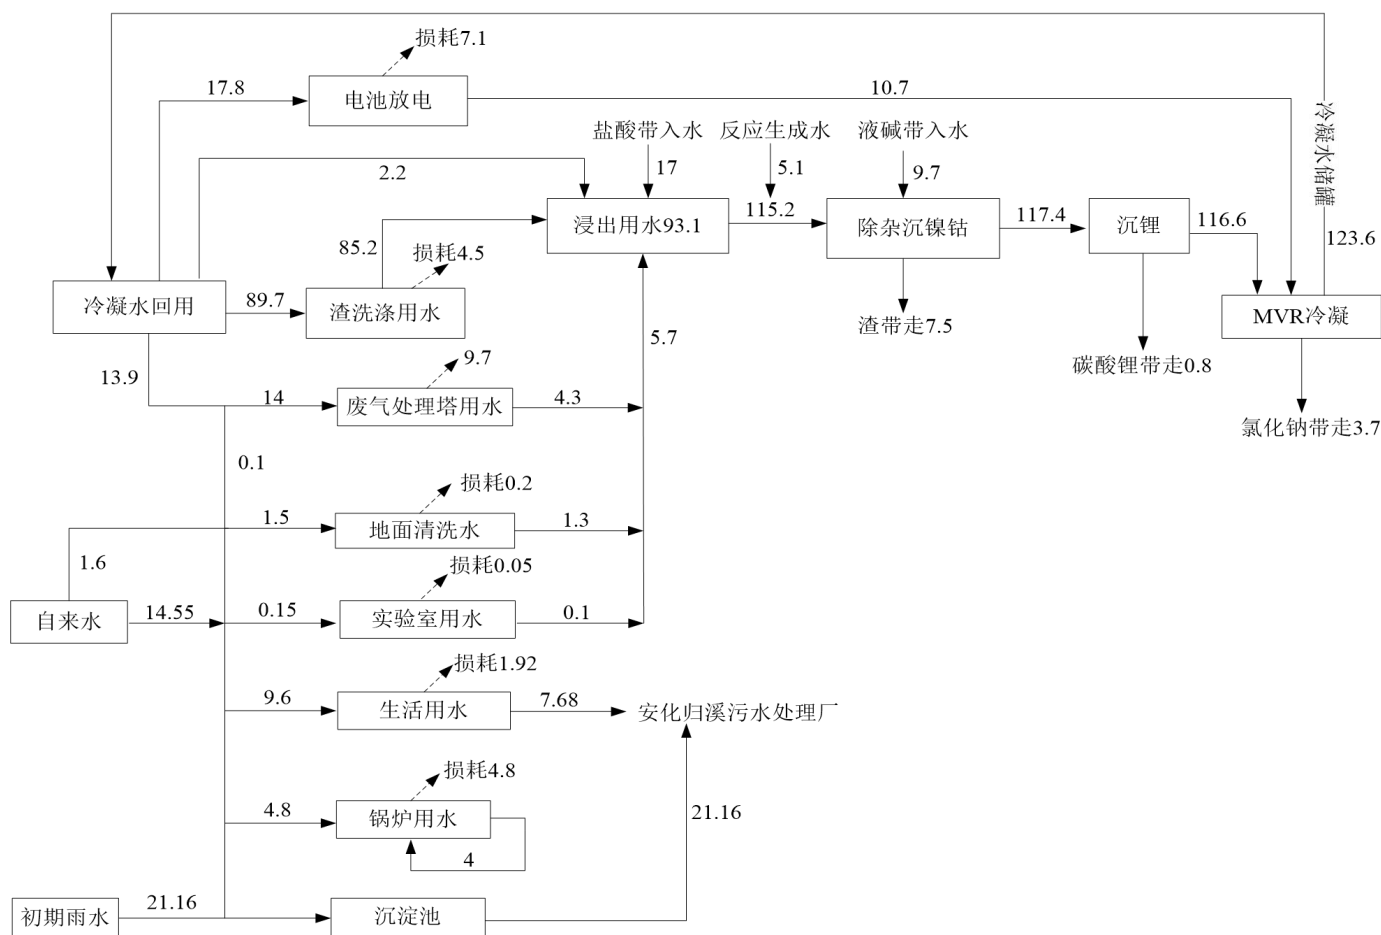 损耗7.1
17.8
电池放电
10.7
冷凝水储罐
盐酸带入水
反应生成水
液碱带入水
2.2
17
5.1
9.7
浸出用水93.1
115.2
除杂沉镍钴
117.4
沉锂
116.6
123.6
85.2
损耗4.5
冷凝水回用
89.7
渣洗涤用水
渣带走7.5
MVR冷凝
5.7
碳酸锂带走0.8
13.9
9.7
14
废气处理塔用水
4.3
氯化钠带走3.7
0.1
损耗0.2
1.5
地面清洗水
1.3
1.6
损耗0.05
自来水
14.55
0.15
实验室用水
0.1
损耗1.92
9.6
生活用水
7.68
安化归溪污水处理厂
损耗4.8
4.8
锅炉用水
21.16
4
初期雨水
21.16
沉淀池